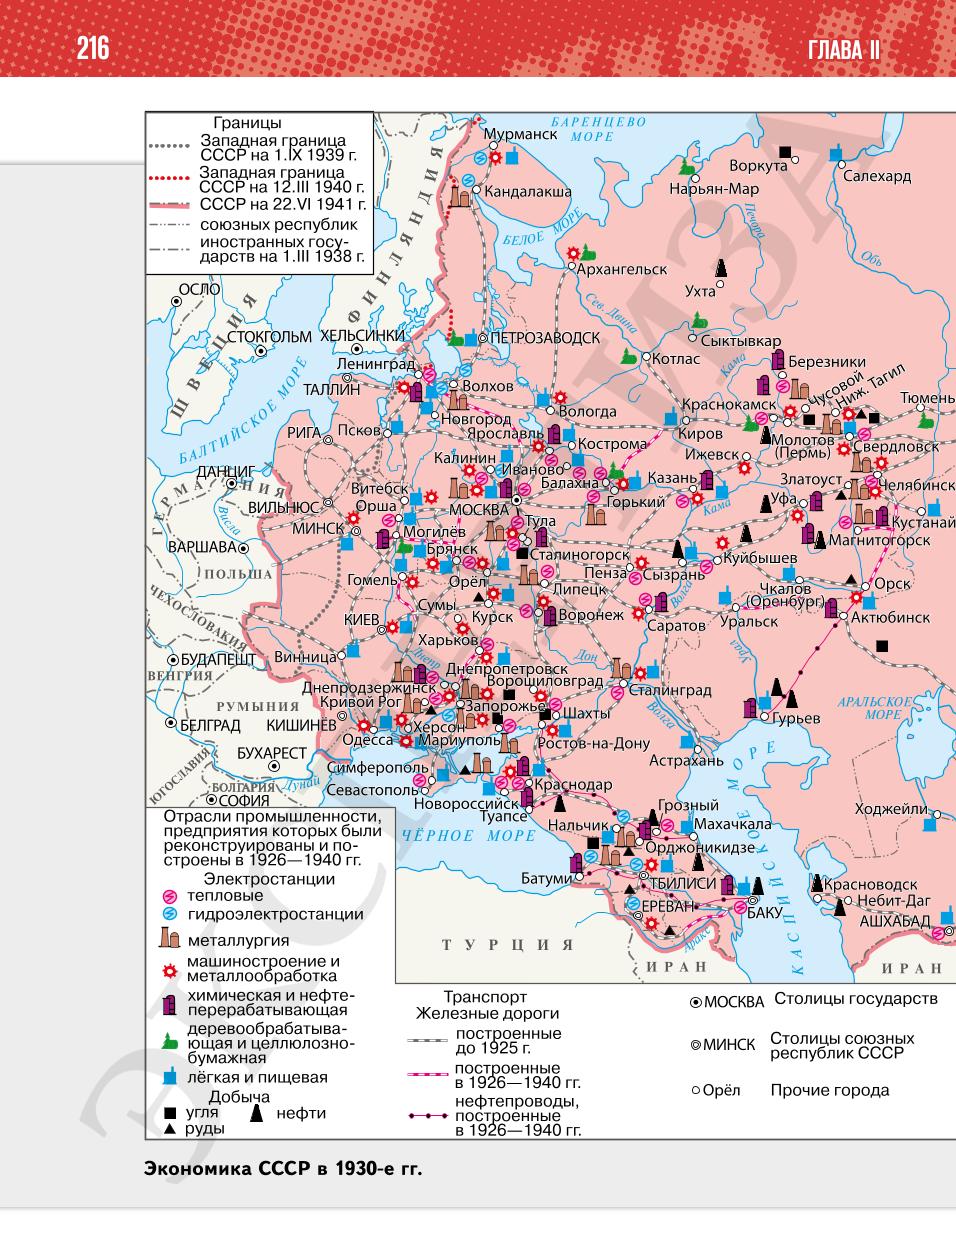 216
ГЛАВА II
Границы
Западная граница
СССР на 1.IX 1939 г.
Западная граница
СССР на 12.III 1940 г.
СССР на 22.VI 1941 г.
союзных республик
иностранных госу-
дарств на 1.III 1938 г.
БАРЕНЦЕВО
МОРЕ
Мурманск
Воркута
Салехард
Нарьян-Мар
Кандалакша
Печора
БЕЛОЕ МОРЕ
ФИНЛЯНДИЯ
Обь
Архангельск
Ухта
ОСЛО
Сев. Двина
ШВЕЦИЯ
СТОКГОЛЬМ
ХЕЛЬСИНКИ
ПЕТРОЗАВОДСК
Сыктывкар
Котлас
Кама
Березники
Ленинград
ТАЛЛИН
Волхов
Чусовой
Ниж. Тагил
Тюмень
БАЛТИЙСКОЕ МОРЕ
Вологда
Краснокамск
Новгород
РИГА
Псков
Ярославль
Кострома
Киров
Молотов
(Пермь)
Свердловск
Калинин
Иваново
Ижевск
ДАНЦИГ
Балахна
Казань
Златоуст
Челябинск
ГЕРМАНИЯ
Витебск
ВИЛЬНЮС
Орша
МОСКВА
Горький
Кама
Уфа
Кустанай
Висла
МИНСК
Тула
Могилёв
Магнитогорск
ВАРШАВА
Брянск
Сталиногорск
Куйбышев
ПОЛЬША
Гомель
Орёл
Липецк
Пенза
Сызрань
Чкалов
(Оренбург)
Орск
ЧЕХОСЛОВАКИЯ
Сумы
Курск
Воронеж
Волга
КИЕВ
Саратов
Уральск
Актюбинск
Харьков
Урал
БУДАПЕШТ
Винница
Днепр
Дон
ВЕНГРИЯ
Днепропетровск
Днепродзержинск
Ворошиловград
Сталинград
Кривой Рог
Запорожье
АРАЛЬСКОЕ
МОРЕ
РУМЫНИЯ
Шахты
Волга
Гурьев
БЕЛГРАД
КИШИНЁВ
Херсон
Одесса
Мариуполь
Ростов-на-Дону
БУХАРЕСТ
Астрахань
ЮГОСЛАВИЯ
Симферополь
БОЛГАРИЯ
Дунай
Севастополь
Краснодар
СОФИЯ
Новороссийск
Туапсе
Грозный
Ходжейли
ЧЁРНОЕ МОРЕ
Нальчик
Махачкала
Орджоникидзе
КАСПИЙСКОЕ МОРЕ
Батуми
ТБИЛИСИ
Красноводск
ЕРЕВАН
БАКУ
Небит-Даг
АШХАБАД
ТУРЦИЯ
Аракс
ИРАН
ИРАН
Отрасли промышленности,
предприятия которых были
реконструированы и по-
строены в 1926—1940 гг.
Электростанции
тепловые
гидроэлектростанции
металлургия
машиностроение и
металлообработка
химическая и нефте-
перерабатывающая
деревообрабатыва-
ющая и целлюлозно-
бумажная
лёгкая и пищевая
Добыча
угля
нефти
руды
Транспорт
Железные дороги
построенные
до 1925 г.
построенные
в 1926—1940 гг.
нефтепроводы,
построенные
в 1926—1940 гг.
МОСКВА Столицы государств
МИНСК Столицы союзных
республик СССР
Орёл Прочие города
Экономика СССР в 1930-е гг.